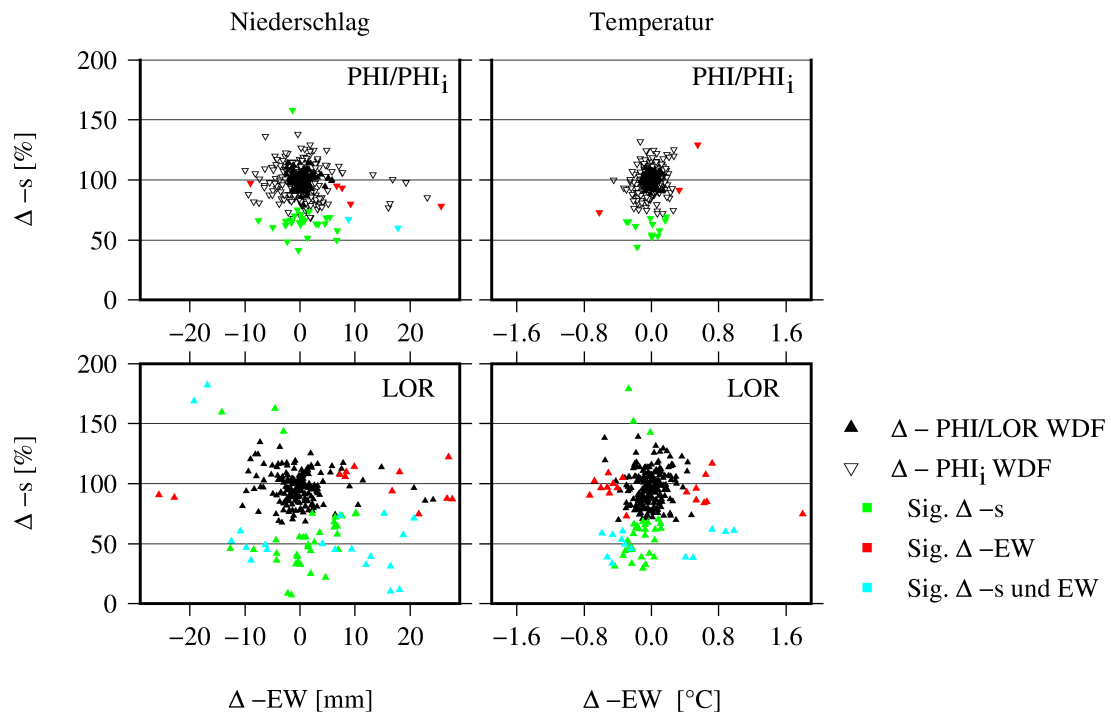 Niederschlag Temperatur
200 PHI/PHIi PHI/PHIi
150
Δ –s [%]
100
50
0
–20 –10 0 10 20 –1.6 –0.8 0.0 0.8 1.6
200 LOR LOR
150
Δ –s [%]
100
50
0
–20 –10 0 10 20 –1.6 –0.8 0.0 0.8 1.6
Δ –EW [mm] Δ –EW [°C]
Δ – PHI/LOR WDF
Δ – PHIi WDF
Sig. Δ –s
Sig. Δ –EW
Sig. Δ –s und EW